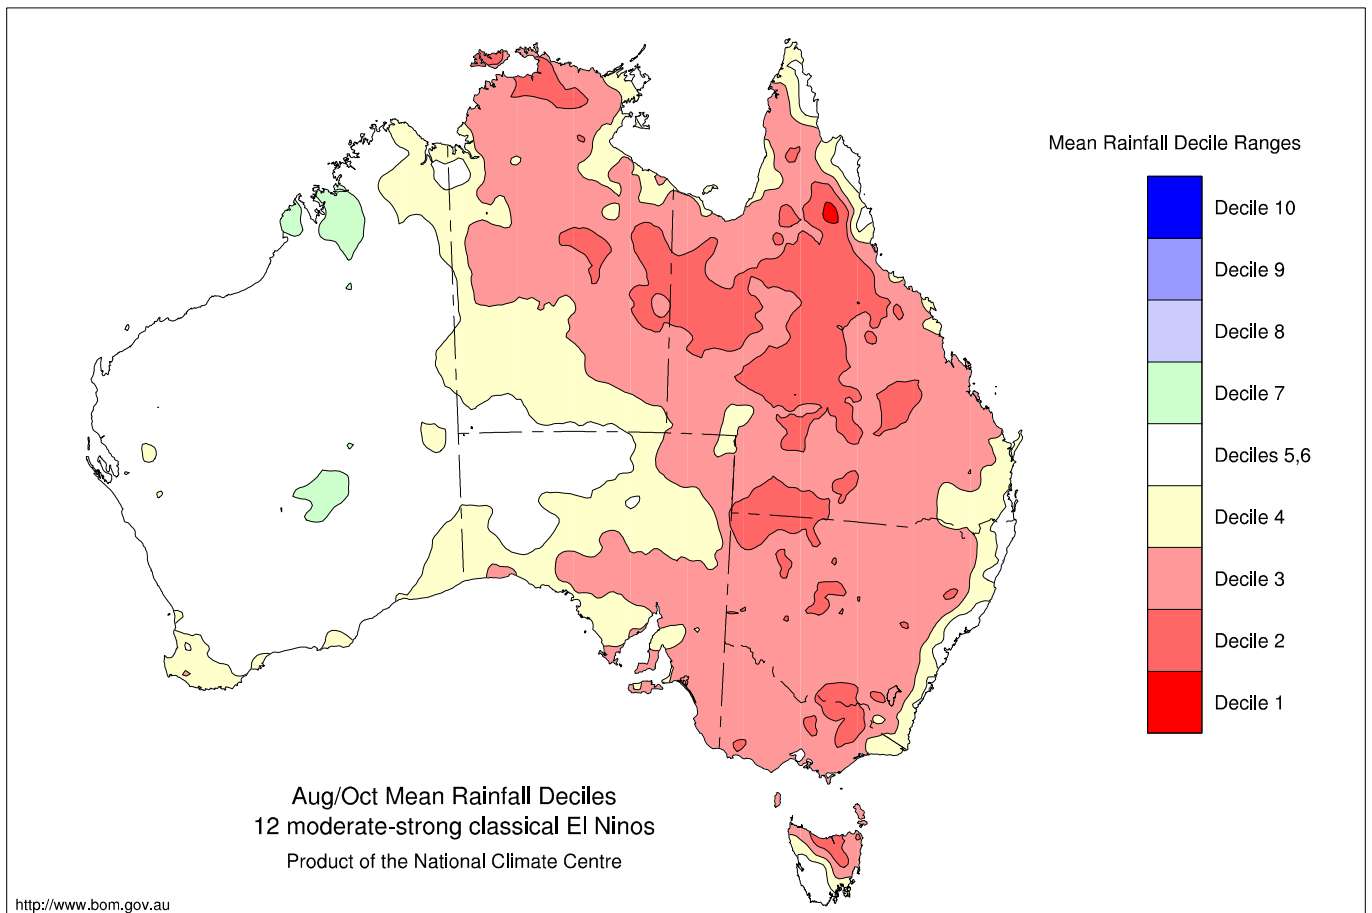 Mean Rainfall Decile Ranges
Decile 10
Decile 9
Decile 8
Decile 7
Deciles 5,6
Decile 4
Decile 3
Decile 2
Decile 1
Aug/Oct Mean Rainfall Deciles
12 moderate-strong classical El Ninos
Product of the National Climate Centre
http://www.bom.gov.au